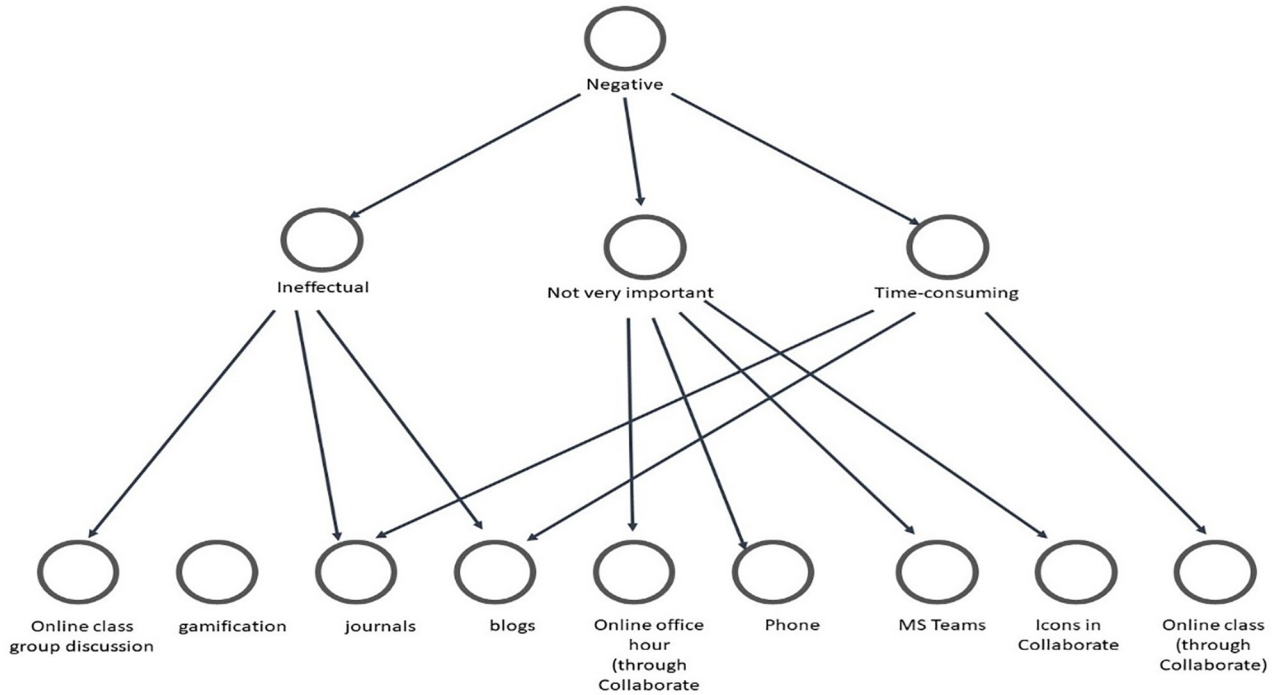 Negative
Ineffectual
Not very important
Time-consuming
Online class
group discussion
gamification
journals
blogs
Online office
hour
(through
Collaborate
Phone
MS Teams
Icons in
Collaborate
Online class
(through
Collaborate)